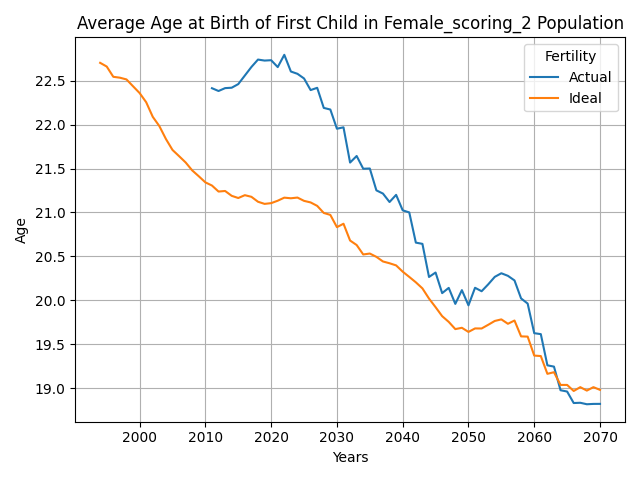 Average Age at Birth of First Child in Female_scoring_2 Population
Fertility
Actual
Ideal
22.5
22.0
21.5
21.0
20.5
20.0
19.5
19.0
Age
2000 2010 2020 2030 2040 2050 2060 2070
Years